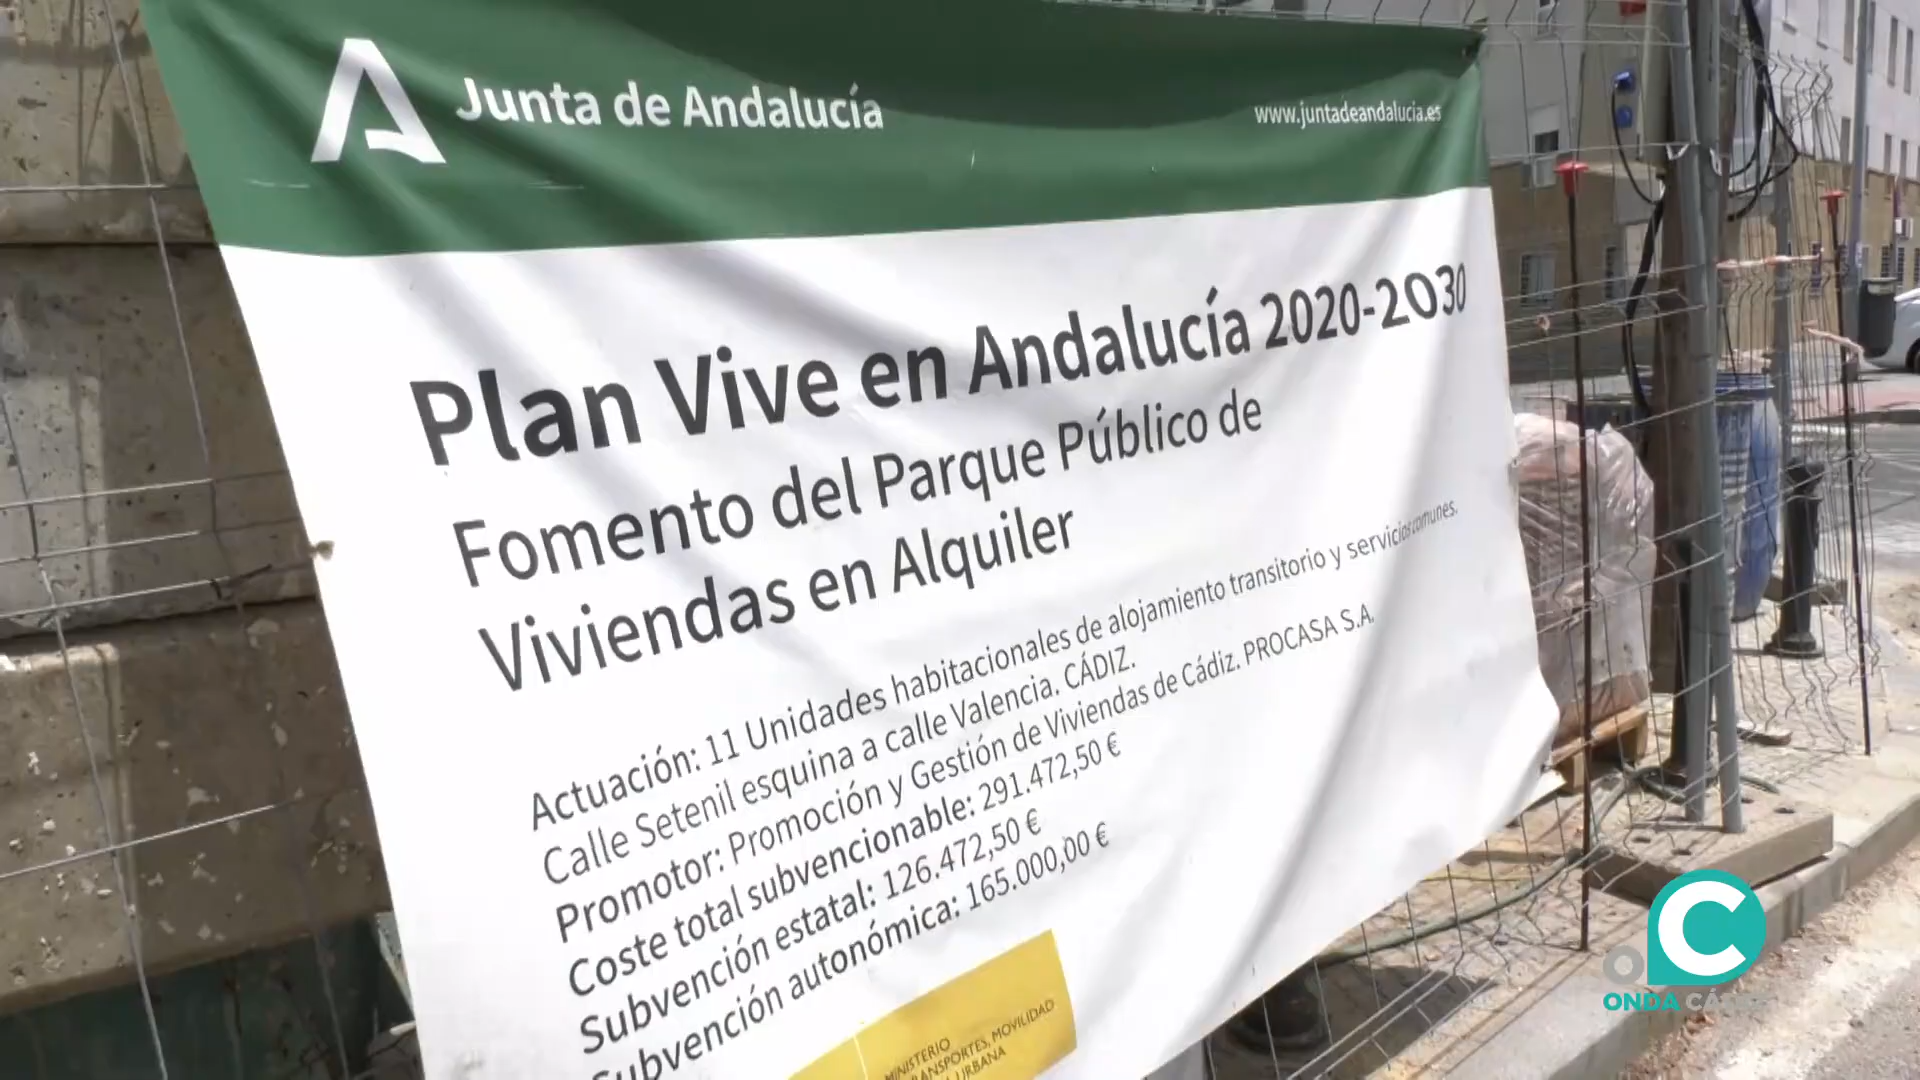 Junta de Andalucía
www.juntadeandalucia.es
Plan Vive en Andalucía 2020-2030
Fomento del Parque Público de
Viviendas en Alquiler
Actuación: 11 Unidades habitacionales de alojamiento transitorio y servicios comunes.
Calle Setenil esquina a calle Valencia. CÁDIZ.
Promotor: Promoción y Gestión de Viviendas de Cádiz. PROCASA S.A.
Coste total subvencionable: 291.472,50 €
Subvención estatal: 126.472,50 €
Subvención autonómica: 165.000,00 €
MINISTERIO
TRANSPORTES, MOVILIDAD
URBANA
O C
ONDA CÁDIZ